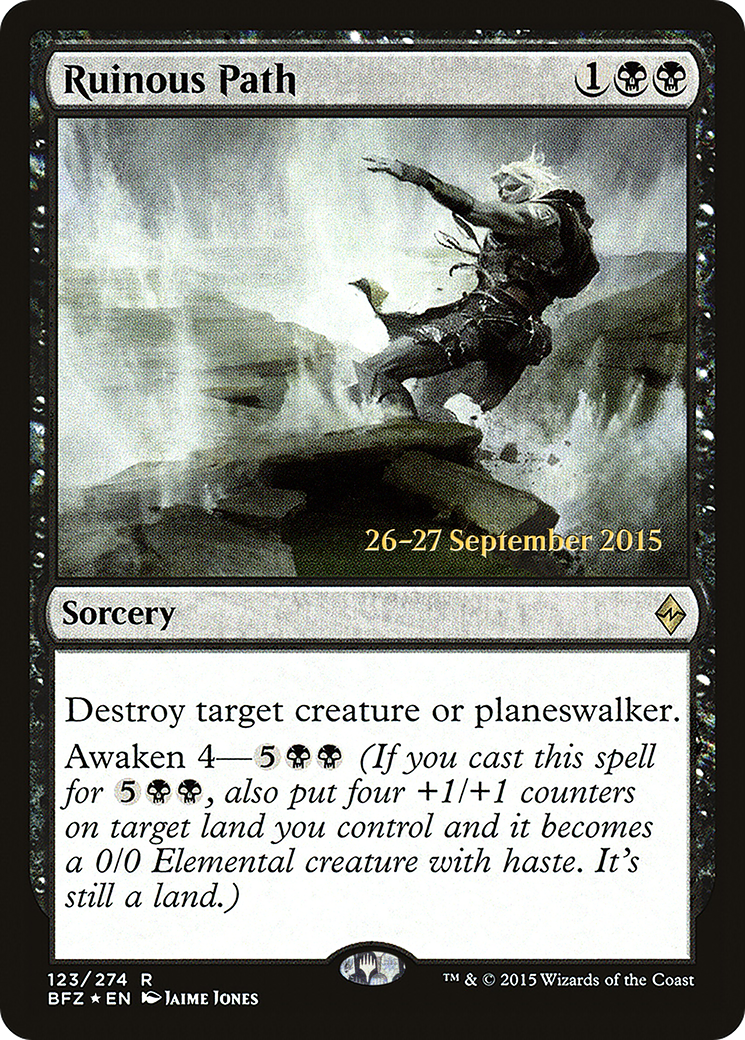 Ruinous Path 1
26–27 September 2015
Sorcery
Destroy target creature or planeswalker.
Awaken 4—5 (If you cast this spell
for 5, also put four +1/+1 counters
on target land you control and it becomes
a 0/0 Elemental creature with haste. It's
still a land.)
123/274 R
BFZ ★ EN JAIME JONES
™ & © 2015 Wizards of the Coast